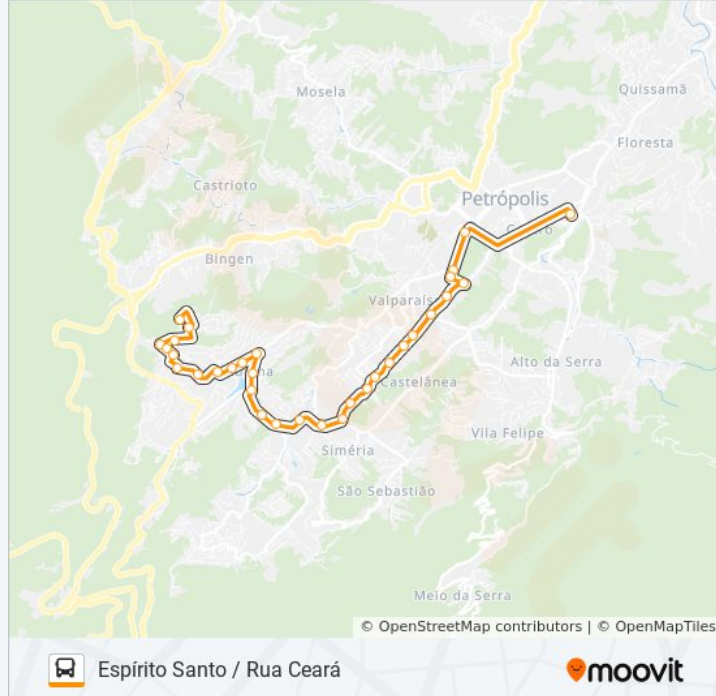 Quissamã
Mosela
Floresta
Castrioto
Petrópolis
Bingen
Valparaís
Alto da Serra
Castelânea
Vila Felipe
Siméria
São Sebastião
Meio da Serra
© OpenStreetMap contributors | © OpenMapTiles
Espírito Santo / Rua Ceará
moovit